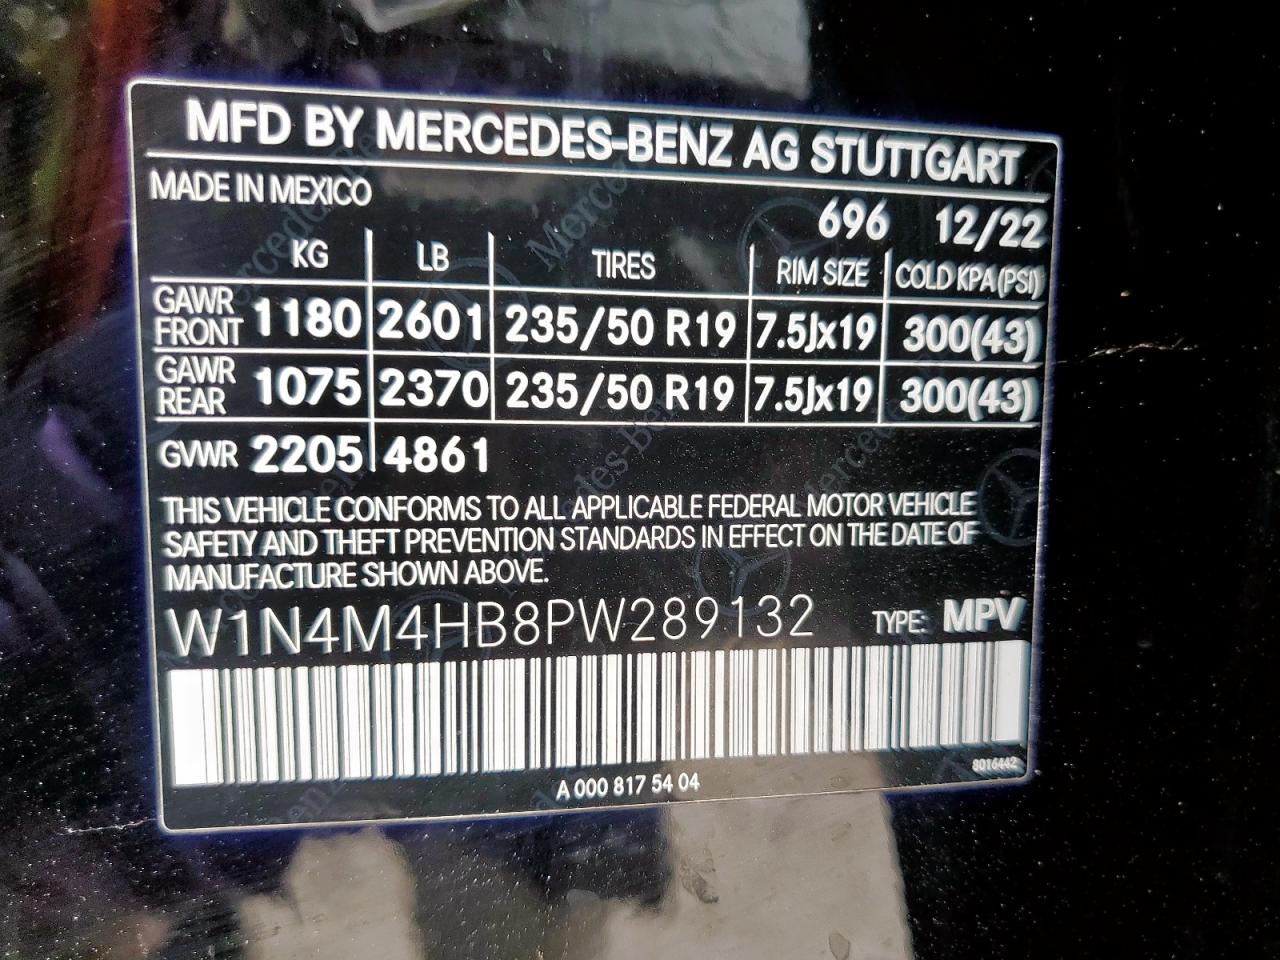 MFD BY MERCEDES-BENZ AG STUTTGART
MADE IN MEXICO
696 12/22
KG LB TIRES RIM SIZE COLD KPA(PSI)
GAWR FRONT 1180 2601 235/50 R19 7.5Jx19 300(43)
GAWR REAR 1075 2370 235/50 R19 7.5Jx19 300(43)
GVWR 2205 4861
THIS VEHICLE CONFORMS TO ALL APPLICABLE FEDERAL MOTOR VEHICLE
SAFETY AND THEFT PREVENTION STANDARDS IN EFFECT ON THE DATE OF
MANUFACTURE SHOWN ABOVE.
W1N4M4HB8PW289132 TYPE: MPV
A 000 817 54 04
8016442